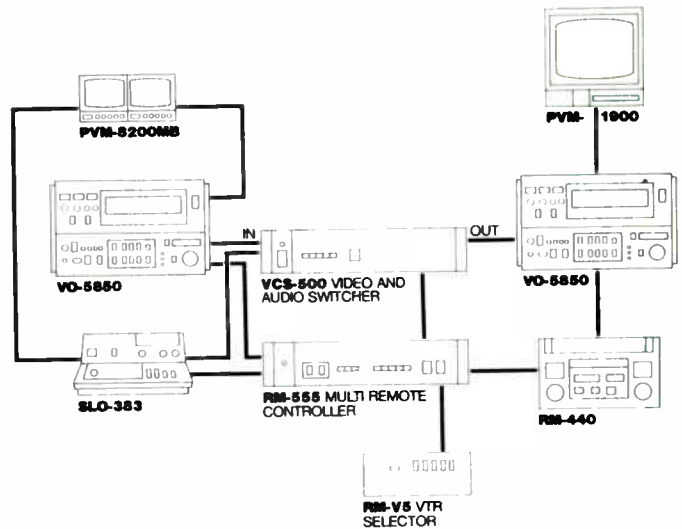 PVM-8200MB
PVM- 1900
VO-5850
IN
OUT
VCS-500 VIDEO AND
AUDIO SWITCHER
VO-5850
SLO-383
RM-555 MULTI REMOTE
CONTROLLER
RM-440
RM-V5 VTR
SELECTOR